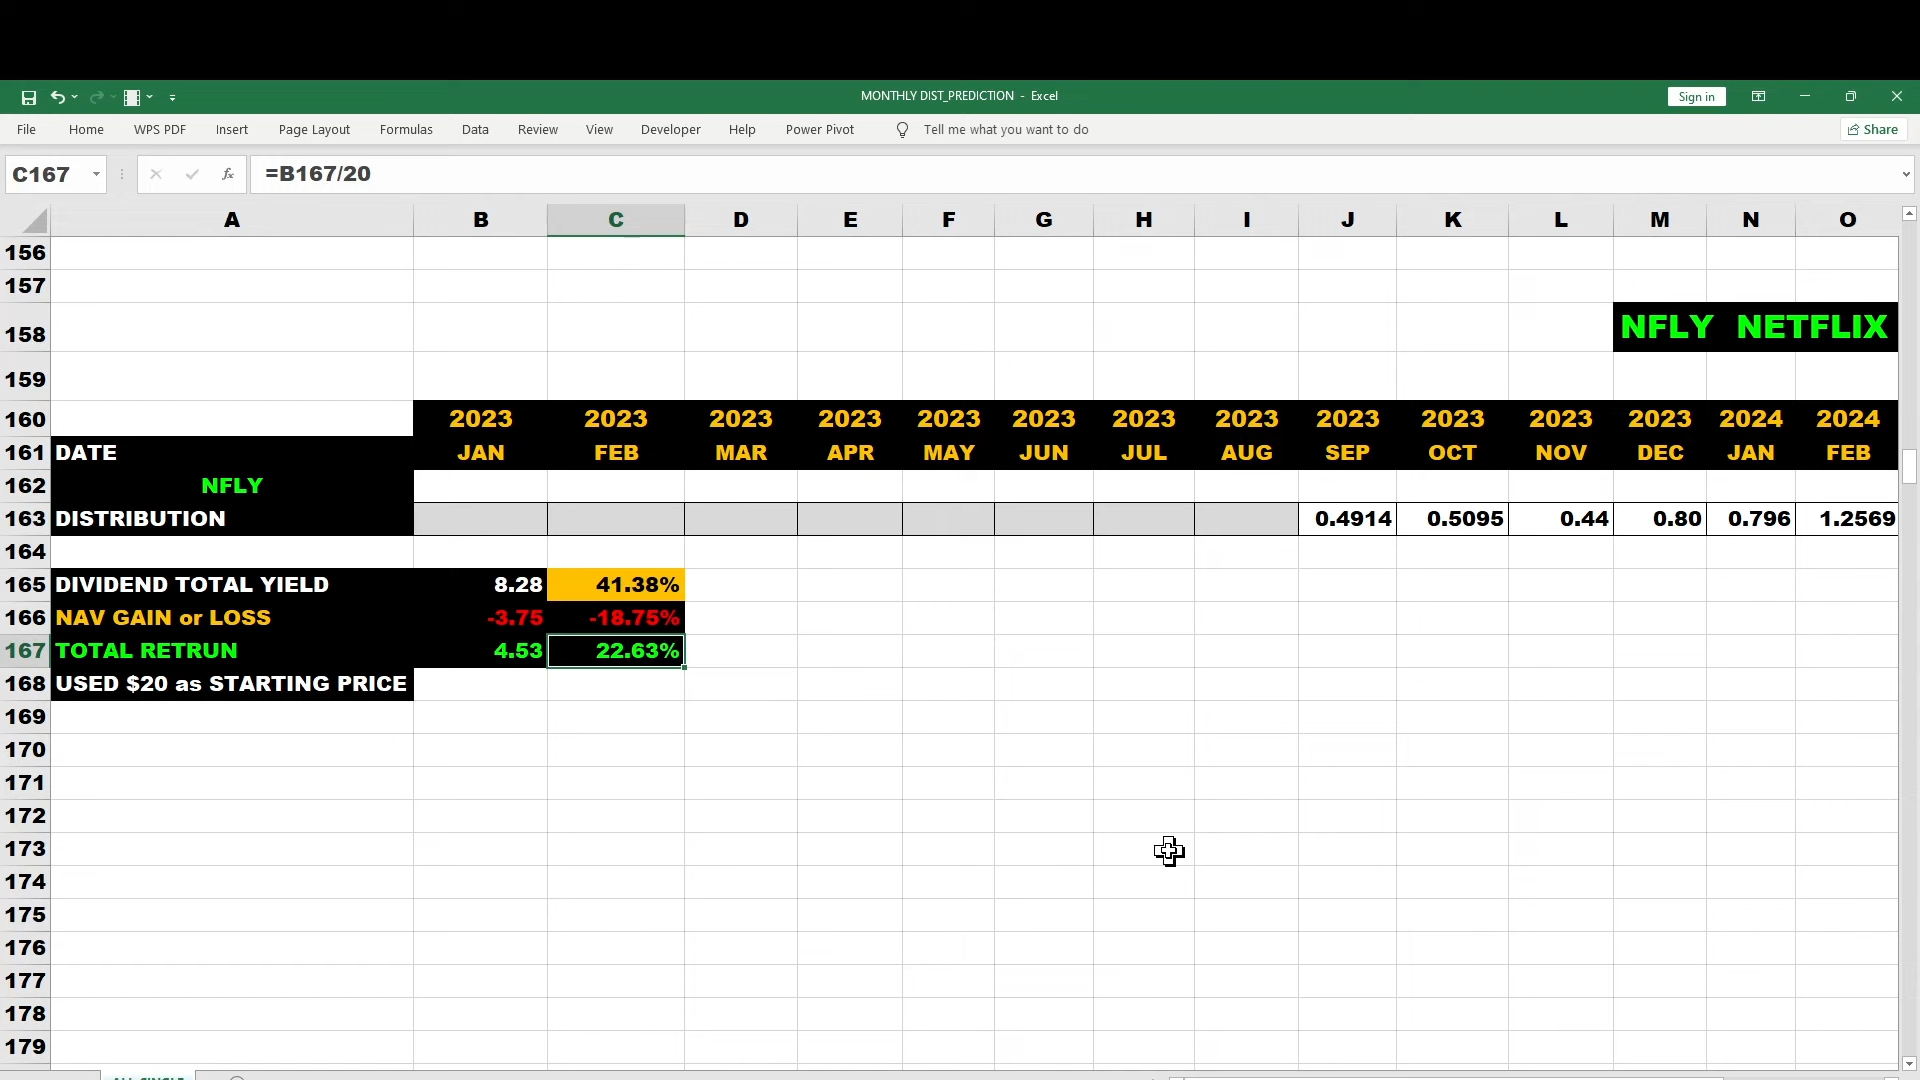 MONTHLY DIST_PREDICTION - Excel
Sign in
File Home WPS PDF Insert Page Layout Formulas Data Review View Developer Help Power Pivot Tell me what you want to do Share
C167 fx =B167/20
A B C D E F G H I J K L M N O
156
157
158 NFLY NETFLIX
159
160 2023 2023 2023 2023 2023 2023 2023 2023 2023 2023 2023 2023 2024 2024
161 DATE JAN FEB MAR APR MAY JUN JUL AUG SEP OCT NOV DEC JAN FEB
162 NFLY
163 DISTRIBUTION 0.4914 0.5095 0.44 0.80 0.796 1.2569
164
165 DIVIDEND TOTAL YIELD 8.28 41.38%
166 NAV GAIN or LOSS -3.75 -18.75%
167 TOTAL RETRUN 4.53 22.63%
168 USED $20 as STARTING PRICE
169
170
171
172
173
174
175
176
177
178
179